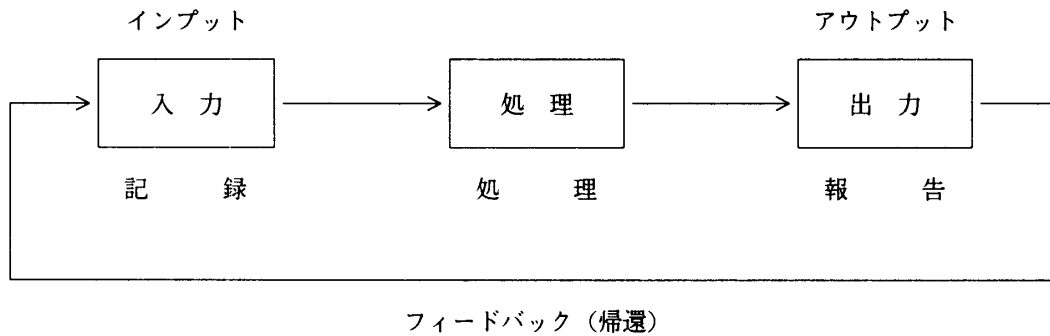 インプット アウトプット
入力 処理 出力
記録 処理 報告
フィードバック（帰還）